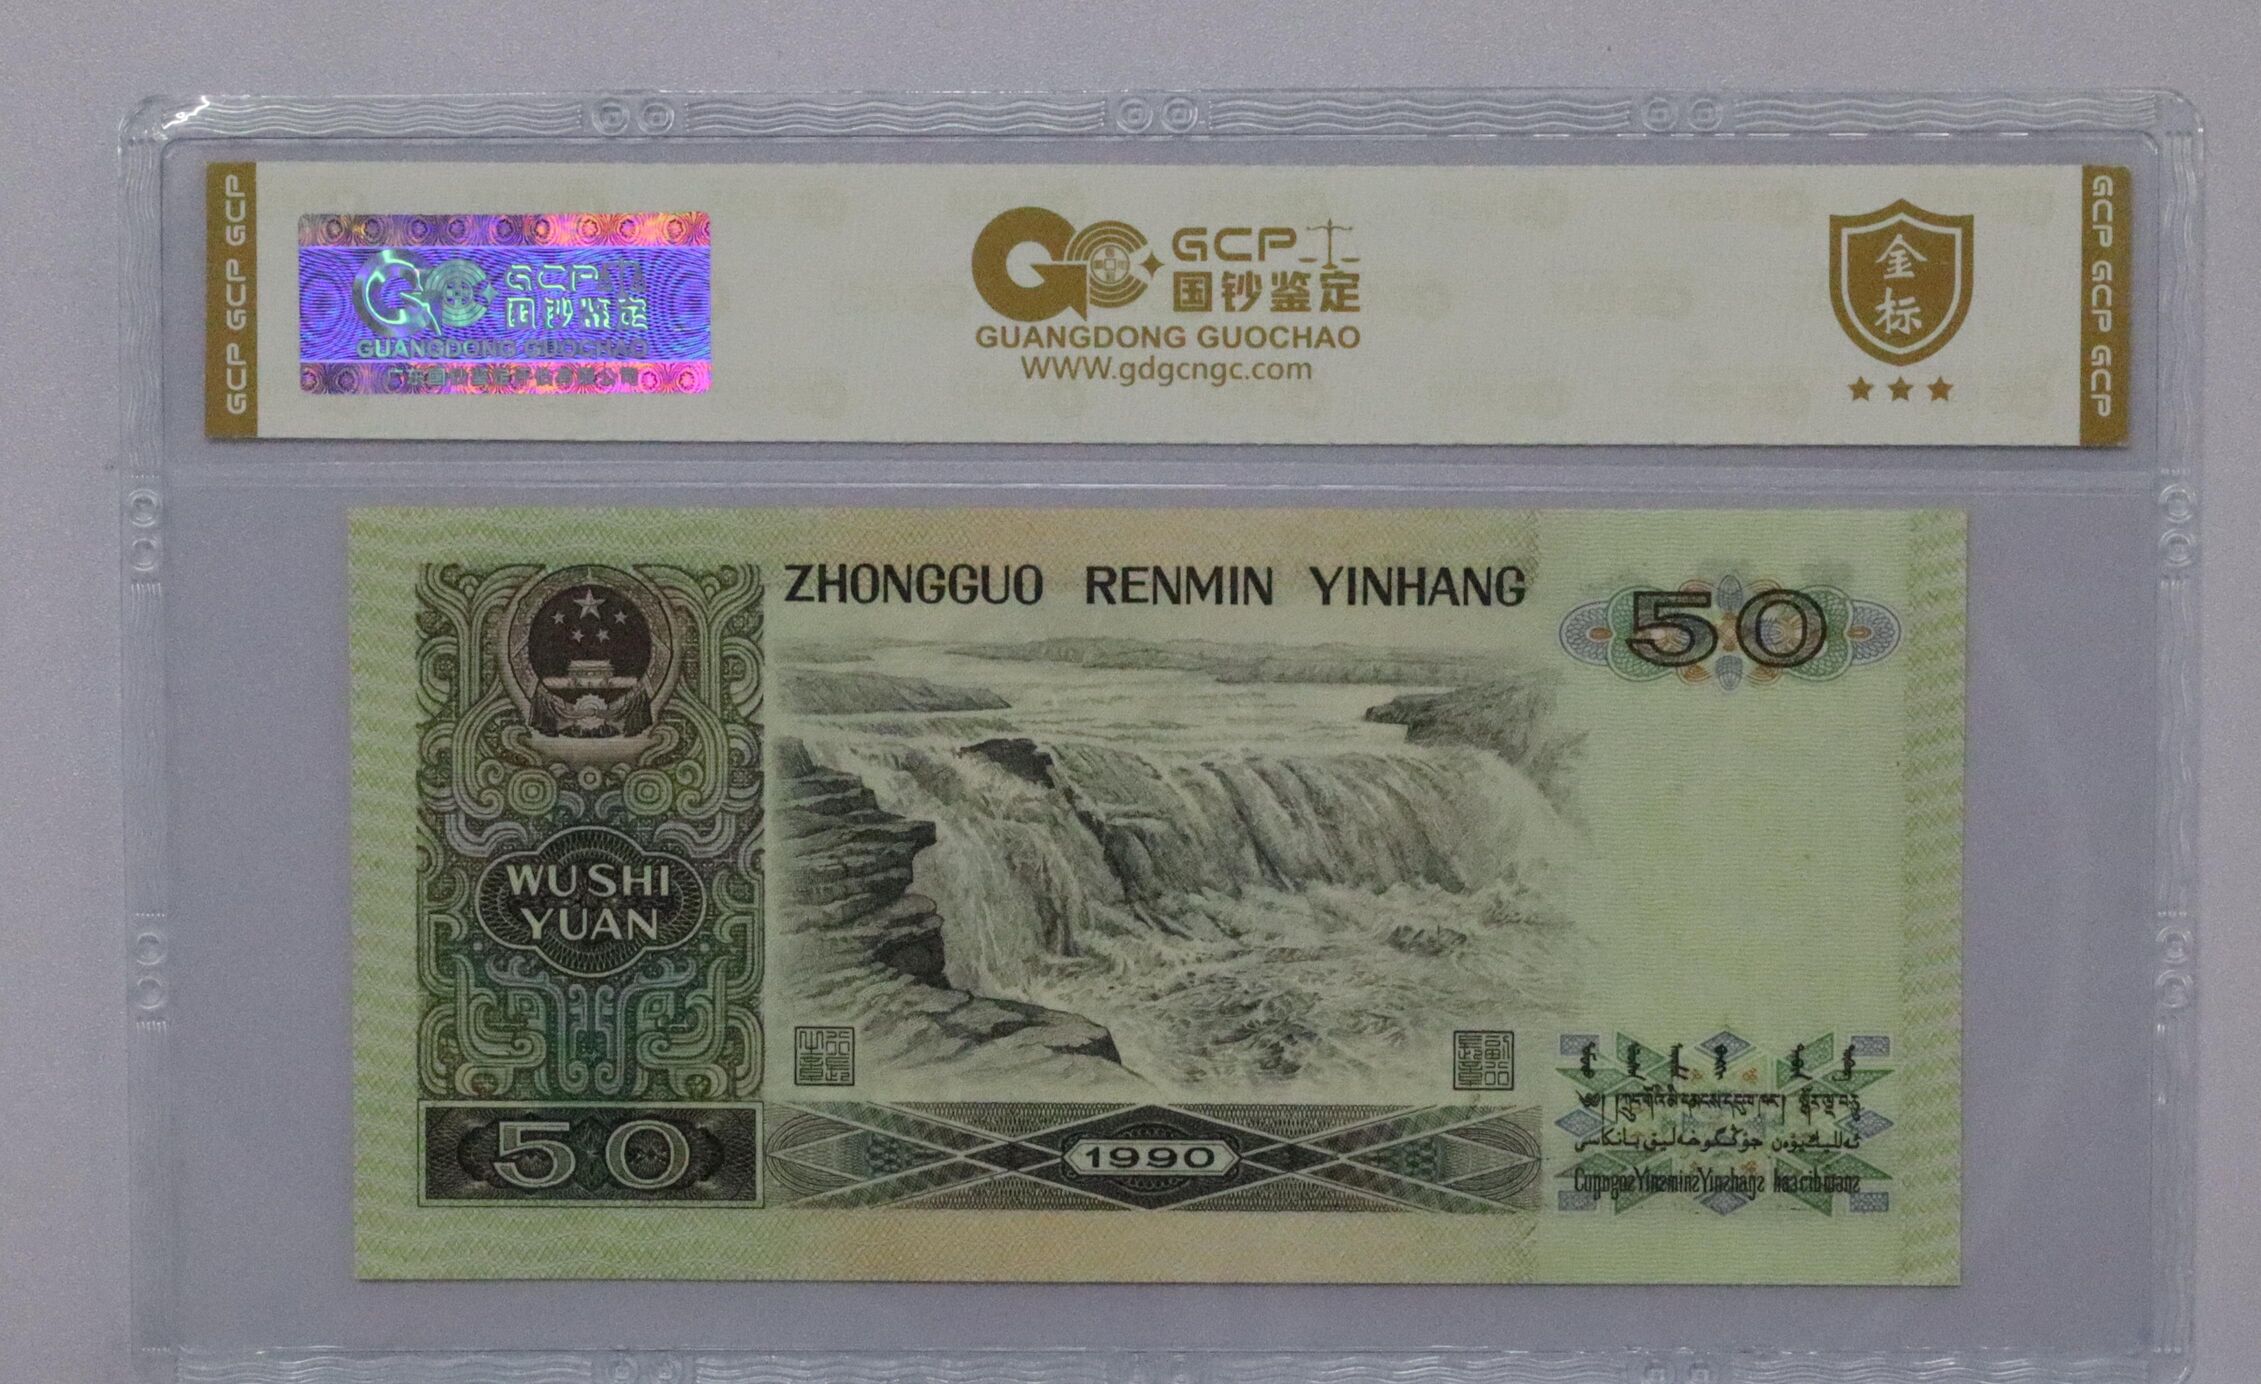 GCP GCP GCP
GCP
国钞鉴定
GUANGDONG GUOCHAO
GCP
国钞鉴定
GUANGDONG GUOCHAO
WWW.gdgcngc.com
金
标
GCP GCP GCP
ZHONGGUO RENMIN YINHANG
50
WU SHI
YUAN
50
1990